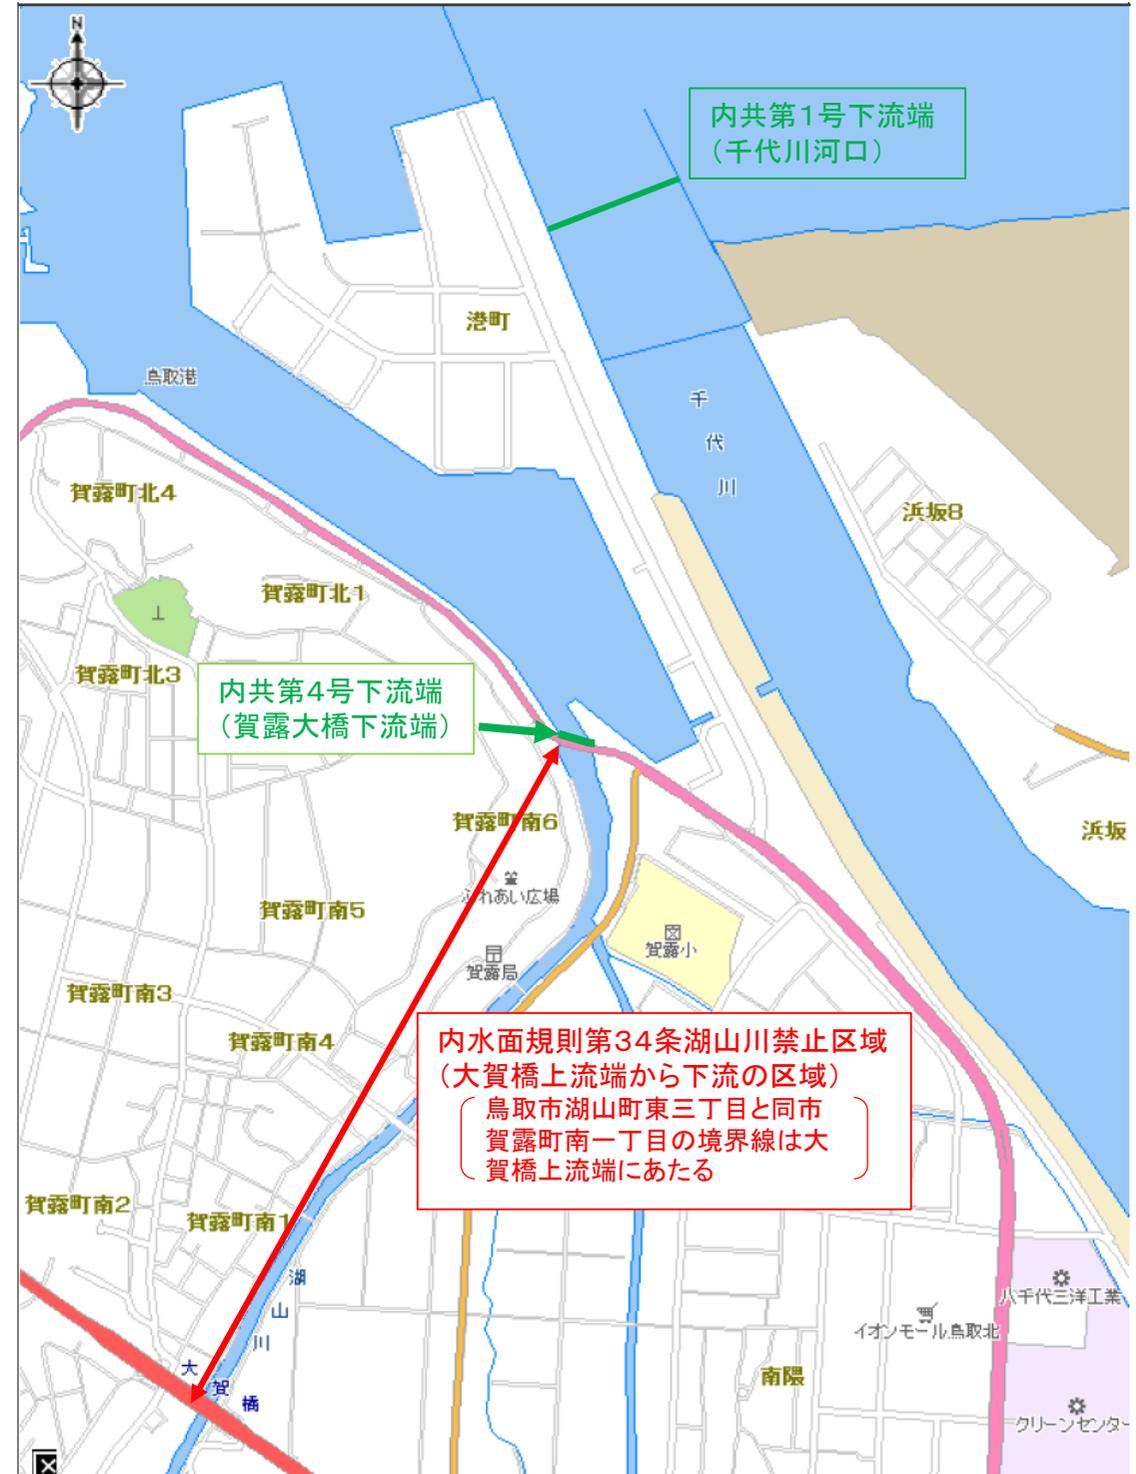 N
内共第1号下流端
（千代川河口）
港町
鳥取港
千
代
川
賀露町北4
浜坂8
賀露町北1
賀露町北3
内共第4号下流端
（賀露大橋下流端）
賀露町南6
浜坂
ふれあい広場
賀露町南5
賀露小
賀露局
賀露町南3
賀露町南4
内水面規則第34条湖山川禁止区域
（大賀橋上流端から下流の区域）
鳥取市湖山町東三丁目と同市
賀露町南一丁目の境界線は大
賀橋上流端にあたる
賀露町南2
賀露町南1
湖
山
川
八千代三洋工業
イオンモール鳥取北
大
賀
橋
南隈
クリーンセンター